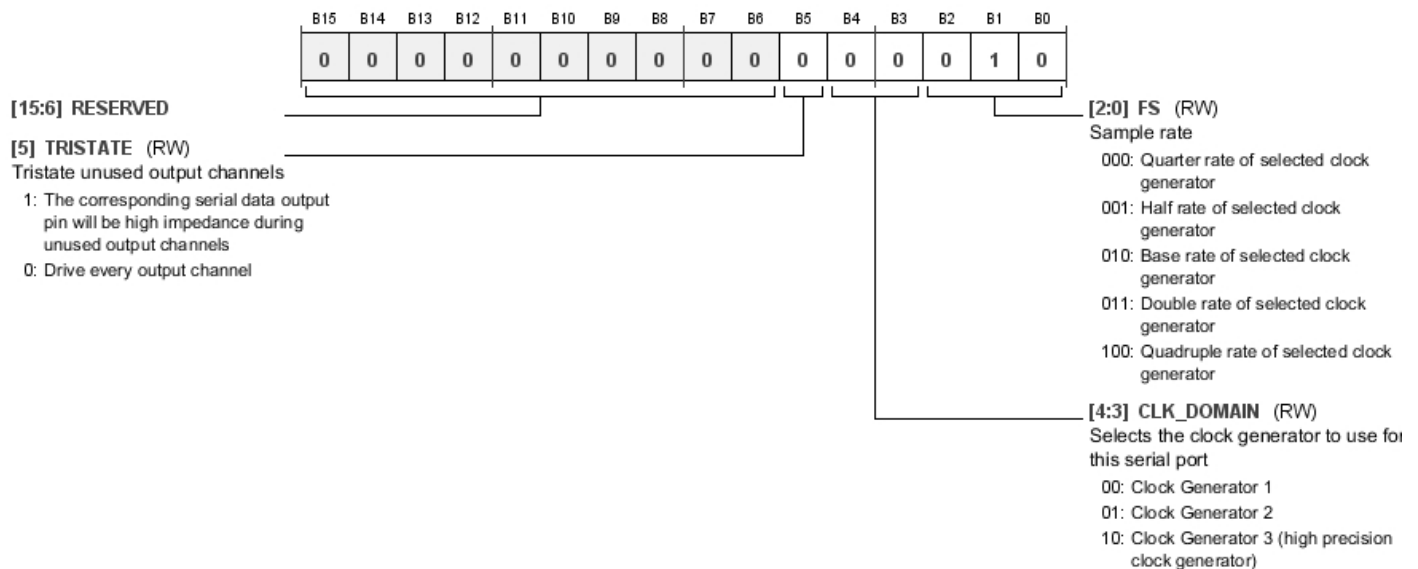 B15 B14 B13 B12 B11 B10 B9 B8 B7 B6 B5 B4 B3 B2 B1 B0
0 0 0 0 0 0 0 0 0 0 0 0 0 0 1 0
[15:6] RESERVED
[5] TRISTATE (RW)
Tristate unused output channels
1: The corresponding serial data output
pin will be high impedance during
unused output channels
0: Drive every output channel
[2:0] FS (RW)
Sample rate
000: Quarter rate of selected clock
generator
001: Half rate of selected clock
generator
010: Base rate of selected clock
generator
011: Double rate of selected clock
generator
100: Quadruple rate of selected clock
generator
[4:3] CLK_DOMAIN (RW)
Selects the clock generator to use for
this serial port
00: Clock Generator 1
01: Clock Generator 2
10: Clock Generator 3 (high precision
clock generator)